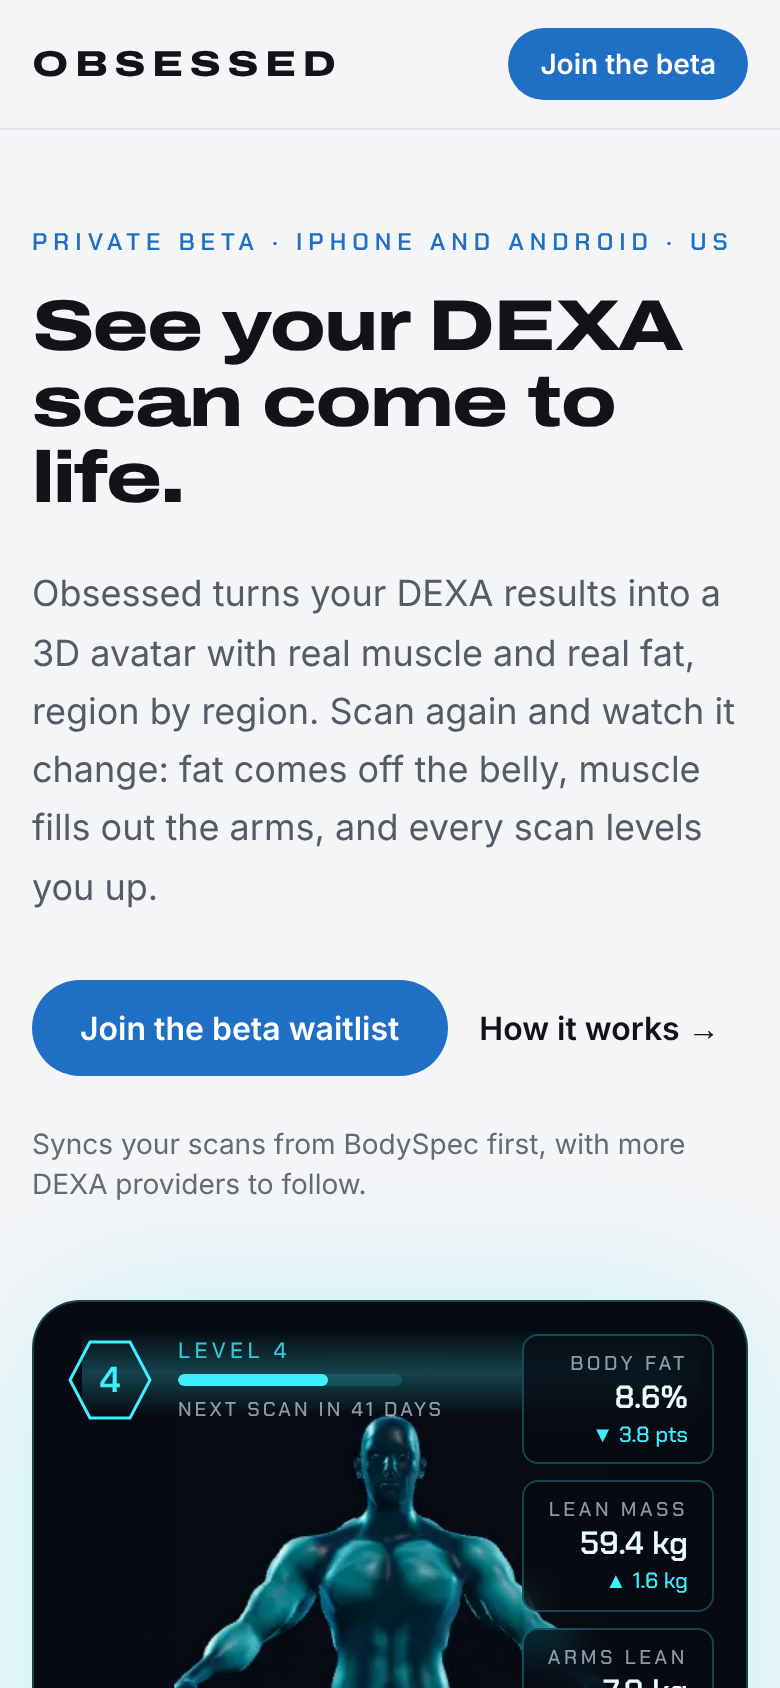 OBSESSED
Join the beta
PRIVATE BETA · IPHONE AND ANDROID · US
See your DEXA
scan come to
life.
Obsessed turns your DEXA results into a
3D avatar with real muscle and real fat,
region by region. Scan again and watch it
change: fat comes off the belly, muscle
fills out the arms, and every scan levels
you up.
Join the beta waitlist
How it works →
Syncs your scans from BodySpec first, with more
DEXA providers to follow.
4
LEVEL 4
NEXT SCAN IN 41 DAYS
BODY FAT
8.6%
▼ 3.8 pts
LEAN MASS
59.4 kg
▲ 1.6 kg
ARMS LEAN